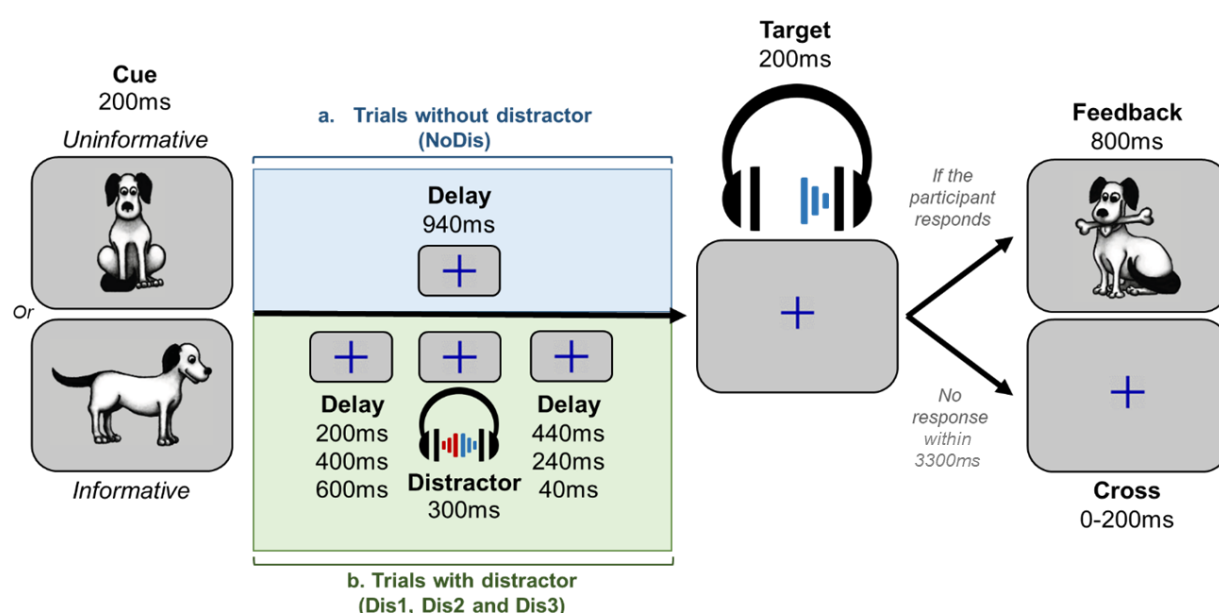 Cue
200ms
Uninformative
Or
Informative
a. Trials without distractor
(NoDis)
Delay
940ms
Delay
200ms
400ms
600ms
Distractor
300ms
Delay
440ms
240ms
40ms
b. Trials with distractor
(Dis1, Dis2 and Dis3)
Target
200ms
If the
participant
responds
No
response
within
3300ms
Feedback
800ms
Cross
0-200ms